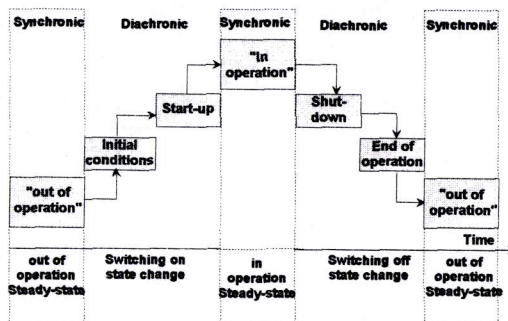 Synchronic Diachronic Synchronic Diachronic Synchronic
"In
operation"
Start-up
Shut-
down
Initial
conditions
End of
operation
"out of
operation"
"out of
operation"
Time
out of
operation
Steady-state
Switching on
state change
in
operation
Steady-state
Switching off
state change
out of
operation
Steady-state